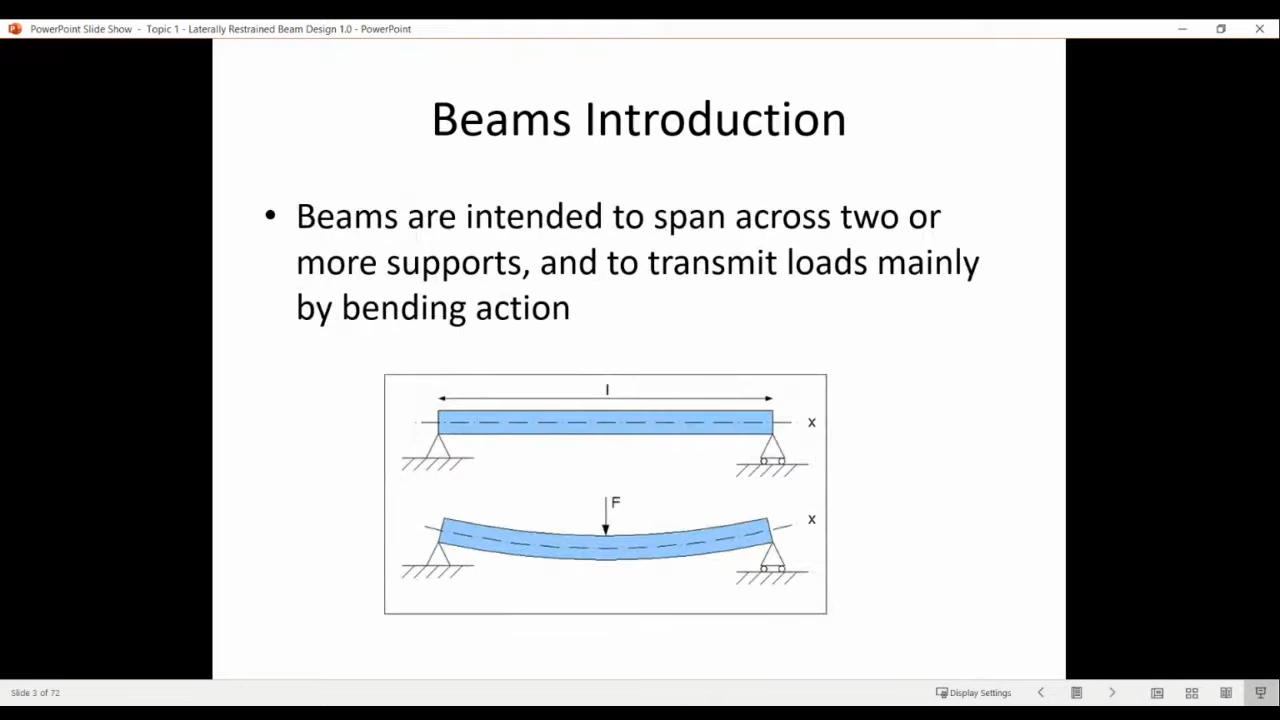 PowerPoint Slide Show - Topic 1 - Laterally Restrained Beam Design 1.0 - PowerPoint
Beams Introduction
• Beams are intended to span across two or
more supports, and to transmit loads mainly
by bending action
l
x
F
x
Slide 3 of 72
Display Settings